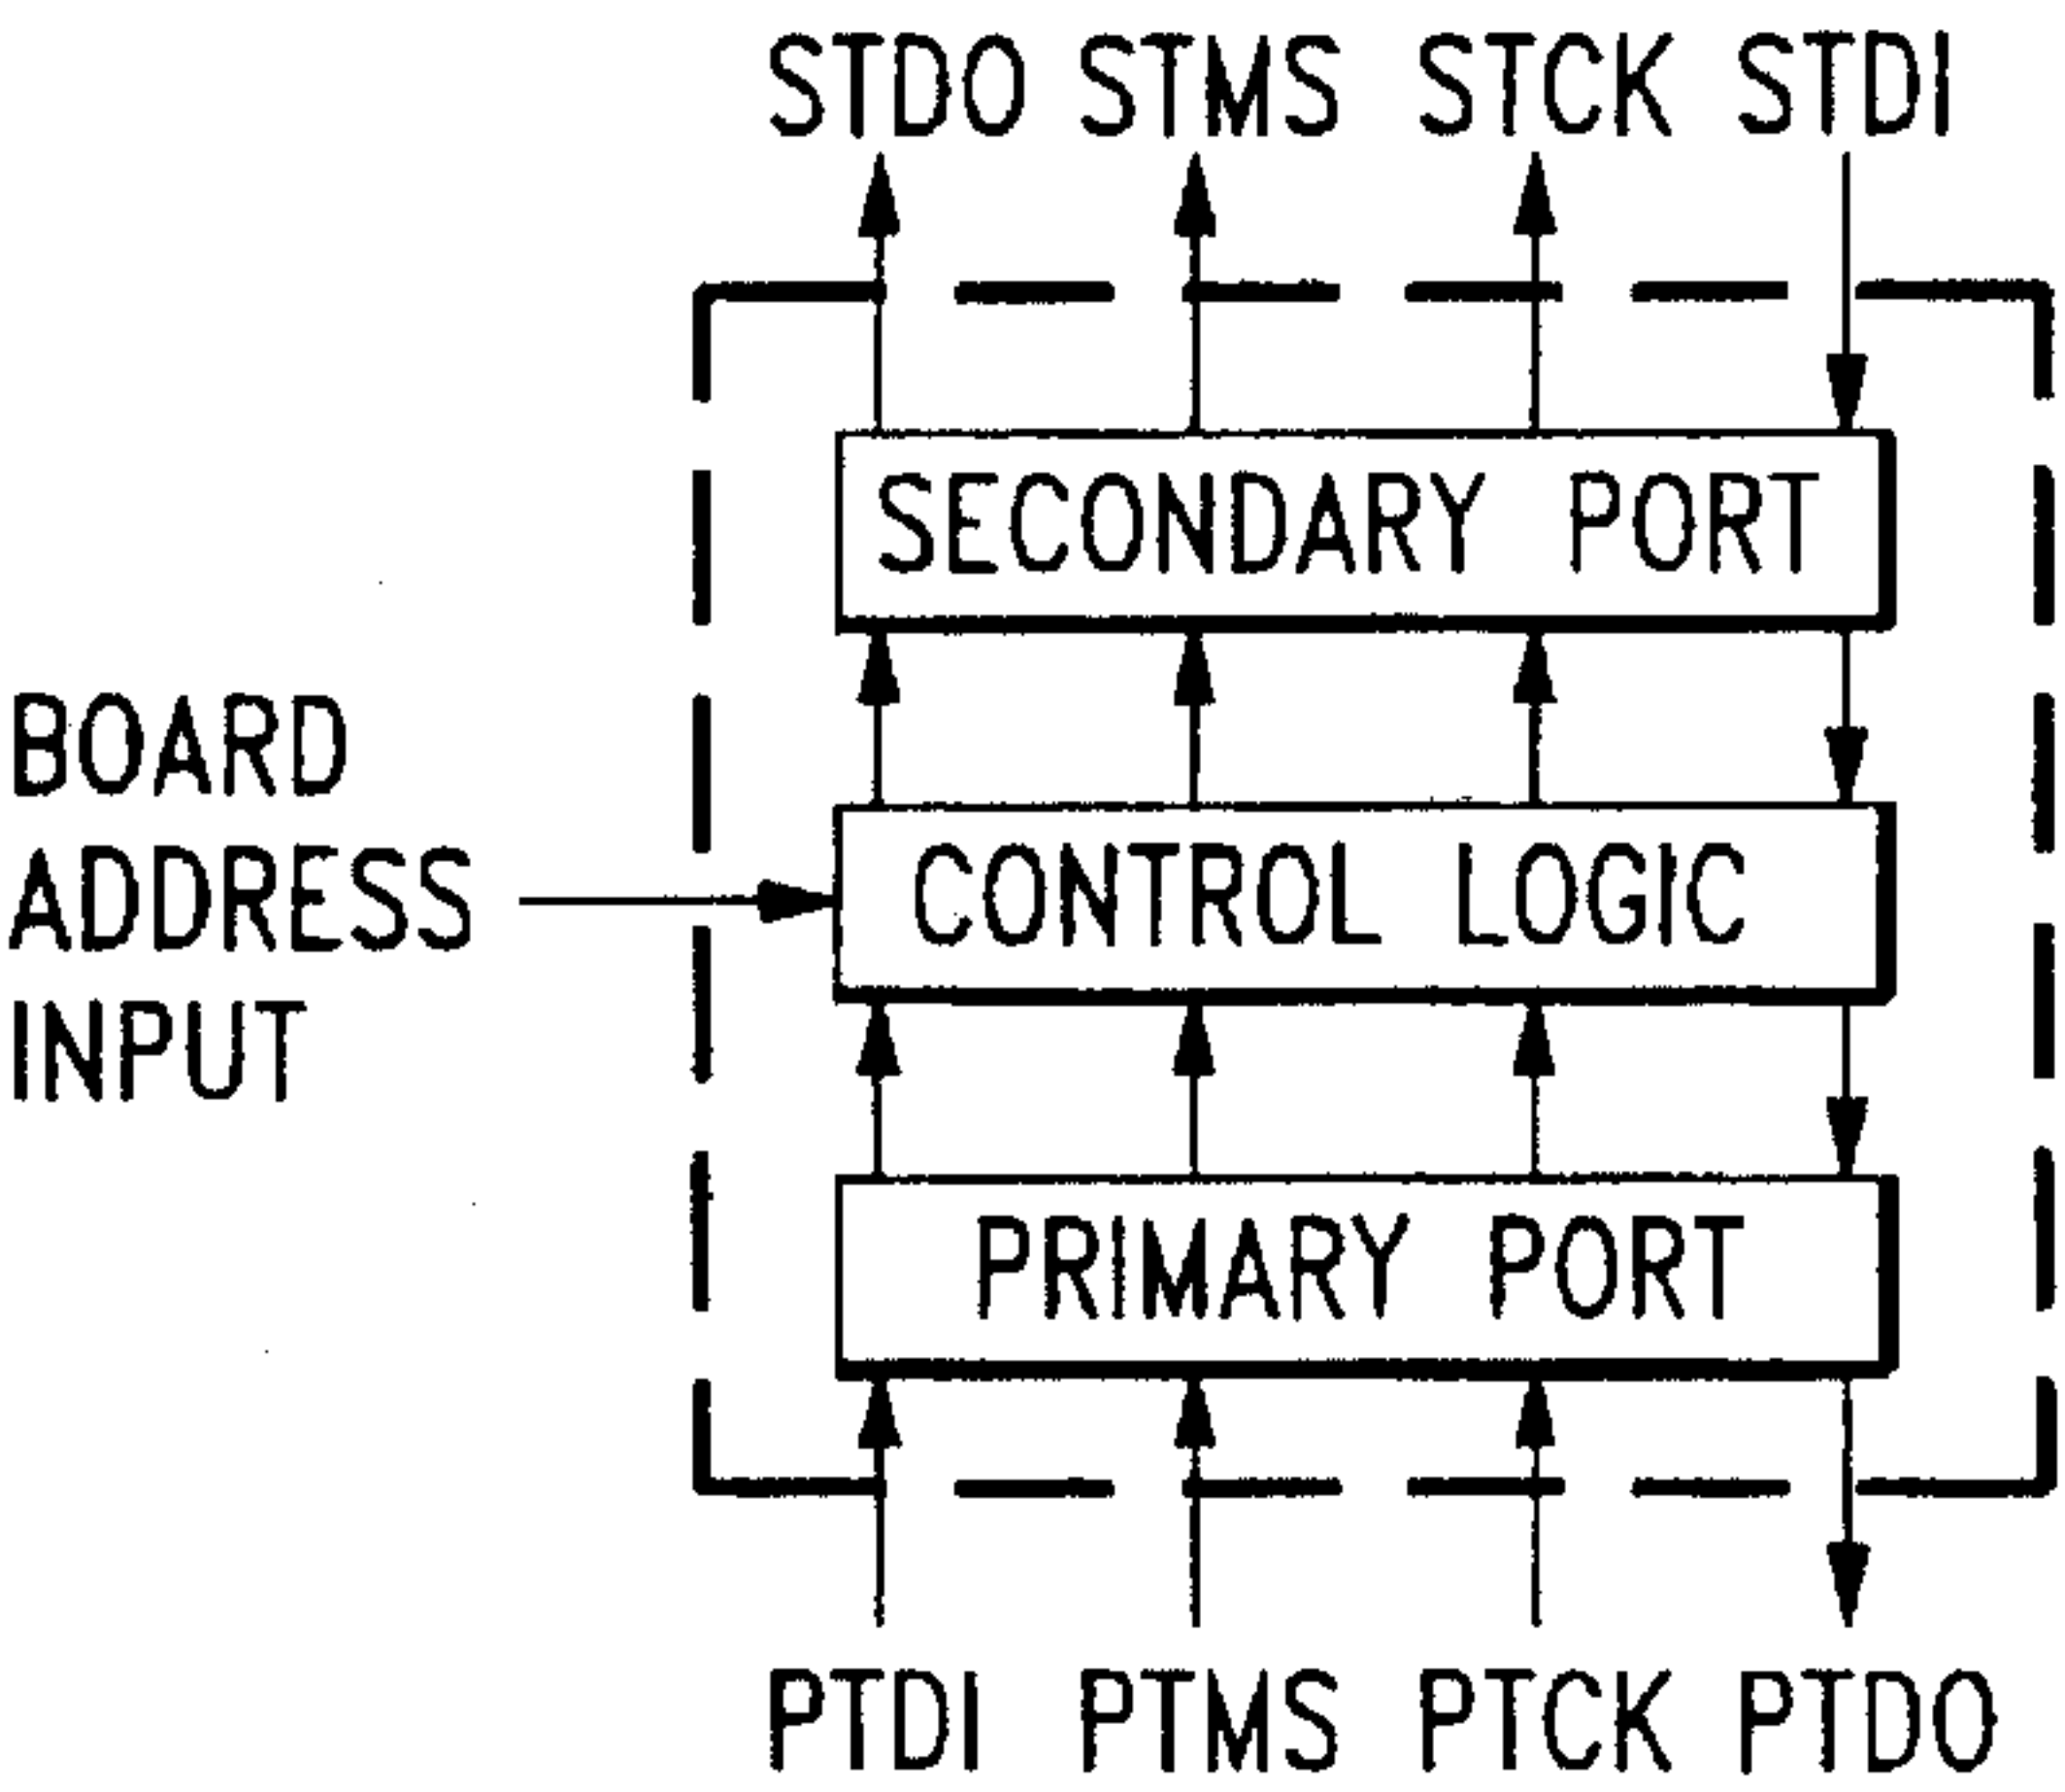 STDO STMS STCK STDI
SECONDARY PORT
BOARD
ADDRESS
INPUT
CONTROL LOGIC
PRIMARY PORT
PTDI PTMS PTCK PTDO